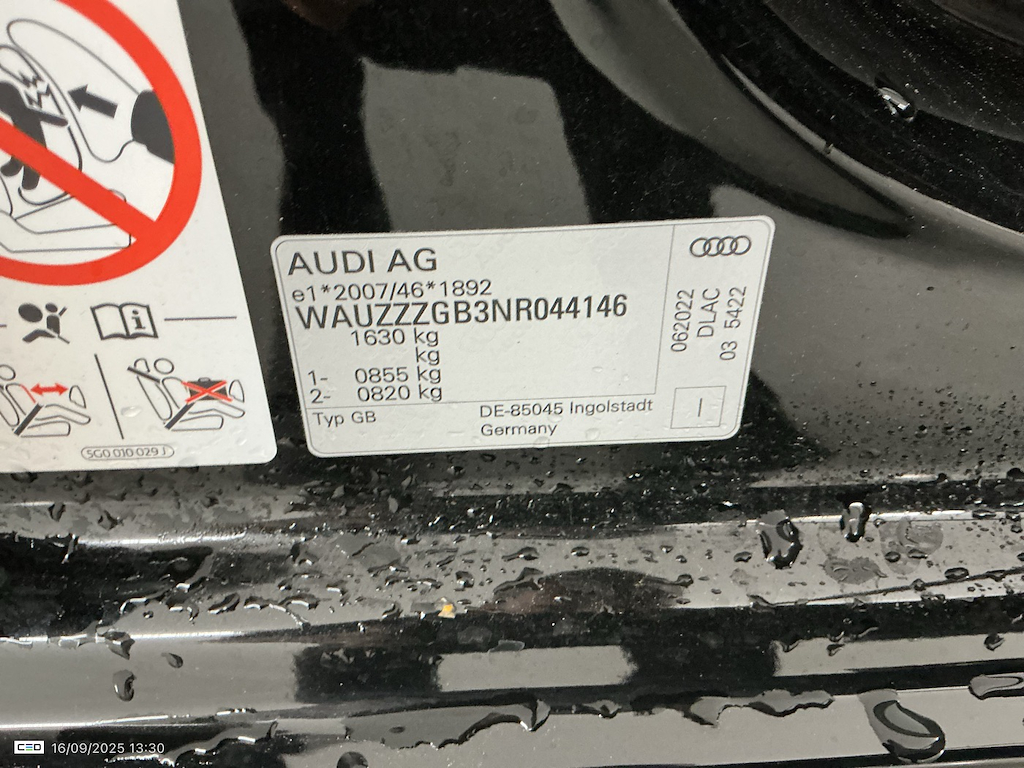 AUDI AG
e1*2007/46*1892
WAUZZZGB3NR044146
1630 kg
kg
1- 0855 kg
2- 0820 kg
Typ GB
DE-85045 Ingolstadt
Germany
062022
DLAC
03 5422
I
i
5G0 010 029 J
CEO 16/09/2025 13:30